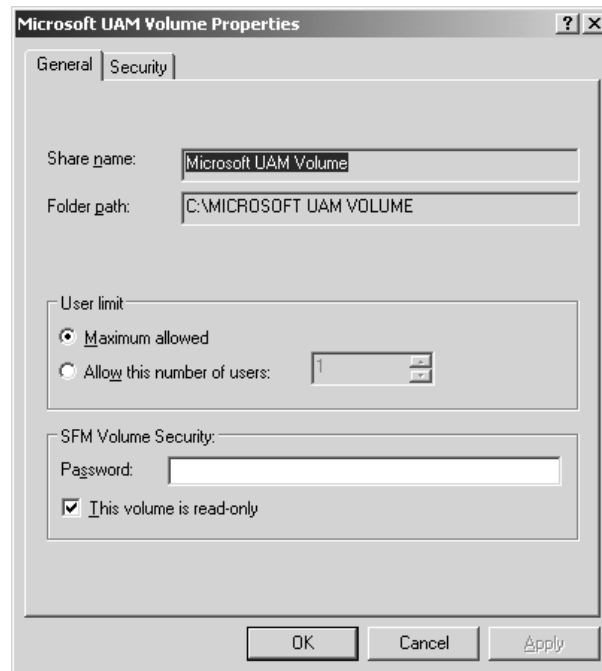 Microsoft UAM Volume Properties
General Security
Share name: Microsoft UAM Volume
Folder path: C:\MICROSOFT UAM VOLUME
User limit
Maximum allowed
Allow this number of users: 1
SFM Volume Security:
Password:
This volume is read-only
OK Cancel Apply